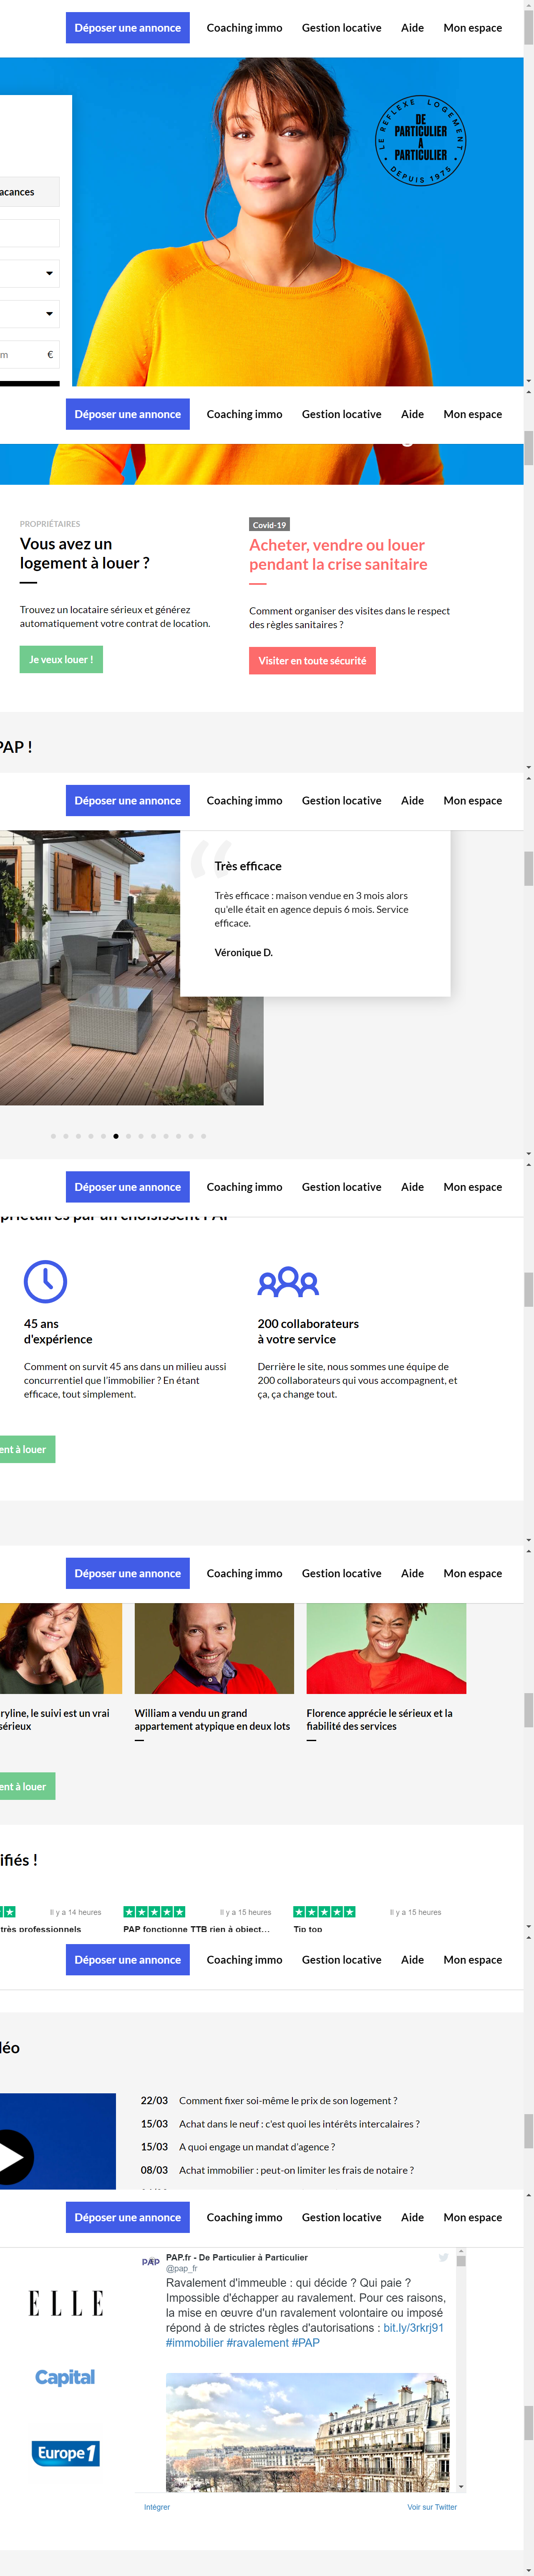 Déposer une annonce Coaching immo Gestion locative Aide Mon espace
LE REFLEXE LOGEMENT
DE
PARTICULIER
À
PARTICULIER
DEPUIS 1975
acances
m €
Déposer une annonce Coaching immo Gestion locative Aide Mon espace
PROPRIÉTAIRES
Vous avez un
logement à louer ?
Trouvez un locataire sérieux et générez
automatiquement votre contrat de location.
Je veux louer !
Covid-19
Acheter, vendre ou louer
pendant la crise sanitaire
Comment organiser des visites dans le respect
des règles sanitaires ?
Visiter en toute sécurité
PAP !
Déposer une annonce Coaching immo Gestion locative Aide Mon espace
Très efficace
Très efficace : maison vendue en 3 mois alors
qu'elle était en agence depuis 6 mois. Service
efficace.
Véronique D.
Déposer une annonce Coaching immo Gestion locative Aide Mon espace
priétaires par an choisissent PAP
45 ans
d'expérience
Comment on survit 45 ans dans un milieu aussi
concurrentiel que l'immobilier ? En étant
efficace, tout simplement.
200 collaborateurs
à votre service
Derrière le site, nous sommes une équipe de
200 collaborateurs qui vous accompagnent, et
ça, ça change tout.
ent à louer
Déposer une annonce Coaching immo Gestion locative Aide Mon espace
ryline, le suivi est un vrai
sérieux
William a vendu un grand
appartement atypique en deux lots
Florence apprécie le sérieux et la
fiabilité des services
ent à louer
ifiés !
Il y a 14 heures Il y a 15 heures Il y a 15 heures
très professionnels PAP fonctionne TTB rien à object... Tip top
Déposer une annonce Coaching immo Gestion locative Aide Mon espace
déo
22/03 Comment fixer soi-même le prix de son logement ?
15/03 Achat dans le neuf : c'est quoi les intérêts intercalaires ?
15/03 A quoi engage un mandat d'agence ?
08/03 Achat immobilier : peut-on limiter les frais de notaire ?
Déposer une annonce Coaching immo Gestion locative Aide Mon espace
ELLE
Capital
Europe 1
PAP
PAP.fr - De Particulier à Particulier
@pap_fr
Ravalement d'immeuble : qui décide ? Qui paie ?
Impossible d'échapper au ravalement. Pour ces raisons,
la mise en œuvre d'un ravalement volontaire ou imposé
répond à de strictes règles d'autorisations : bit.ly/3rkrj91
#immobilier #ravalement #PAP
Intégrer Voir sur Twitter